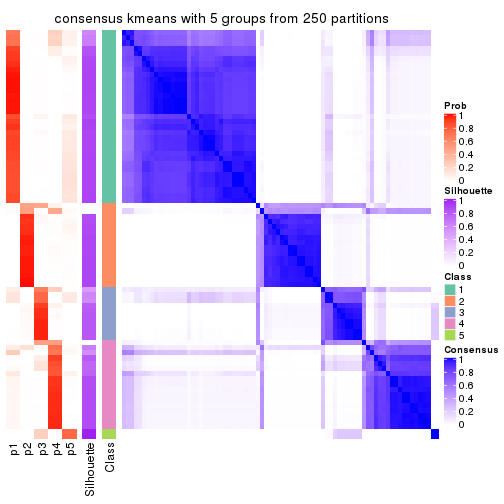 consensus kmeans with 5 groups from 250 partitions
Prob
1
0.8
0.6
0.4
0.2
0
Silhouette
1
0.8
0.6
0.4
0.2
0
Class
1
2
3
4
5
Consensus
1
0.8
0.6
0.4
0.2
0
p1
p2
p3
p4
p5
Silhouette
Class